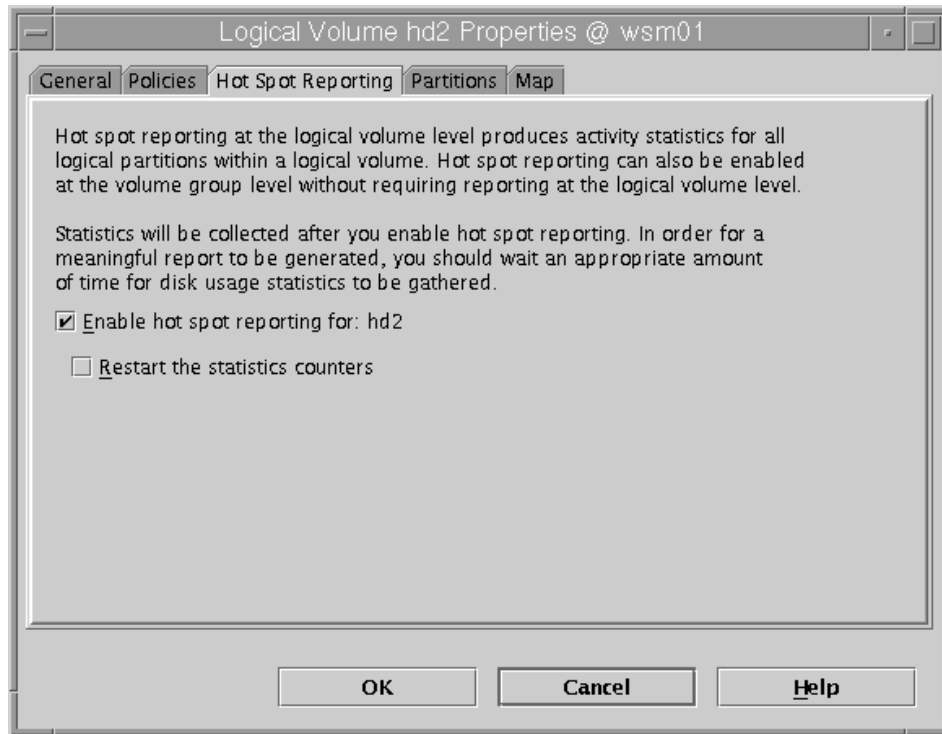 Logical Volume hd2 Properties @ wsm01
General Policies Hot Spot Reporting Partitions Map
Hot spot reporting at the logical volume level produces activity statistics for all
logical partitions within a logical volume. Hot spot reporting can also be enabled
at the volume group level without requiring reporting at the logical volume level.
Statistics will be collected after you enable hot spot reporting. In order for a
meaningful report to be generated, you should wait an appropriate amount
of time for disk usage statistics to be gathered.
Enable hot spot reporting for: hd2
Restart the statistics counters
OK Cancel Help